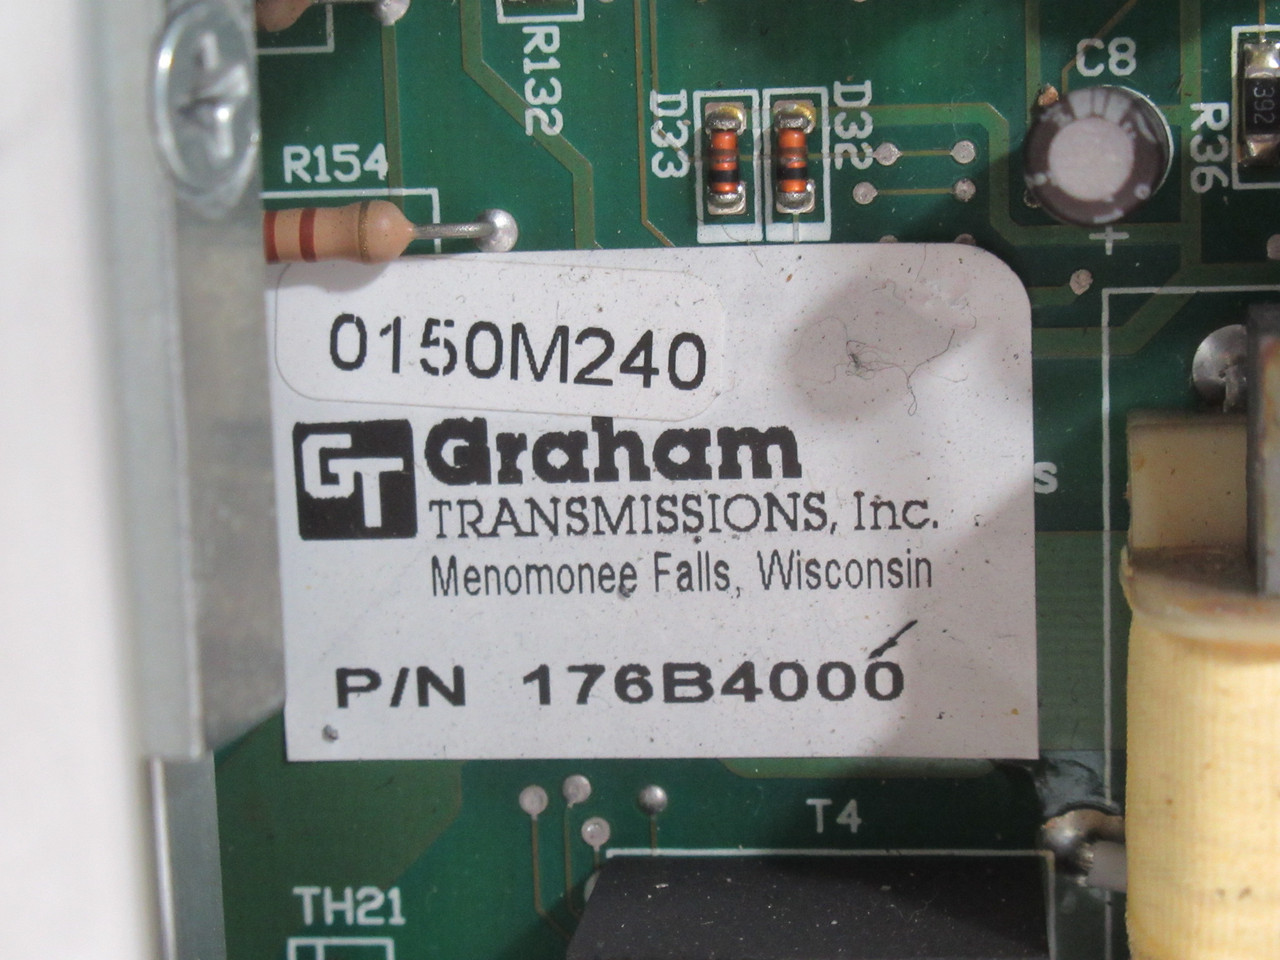 R132
D33
D32
C8
R36
392
R154
+
0150M240
GT Graham
TRANSMISSIONS, Inc.
Menomonee Falls, Wisconsin
P/N 176B4000
S
T4
TH21